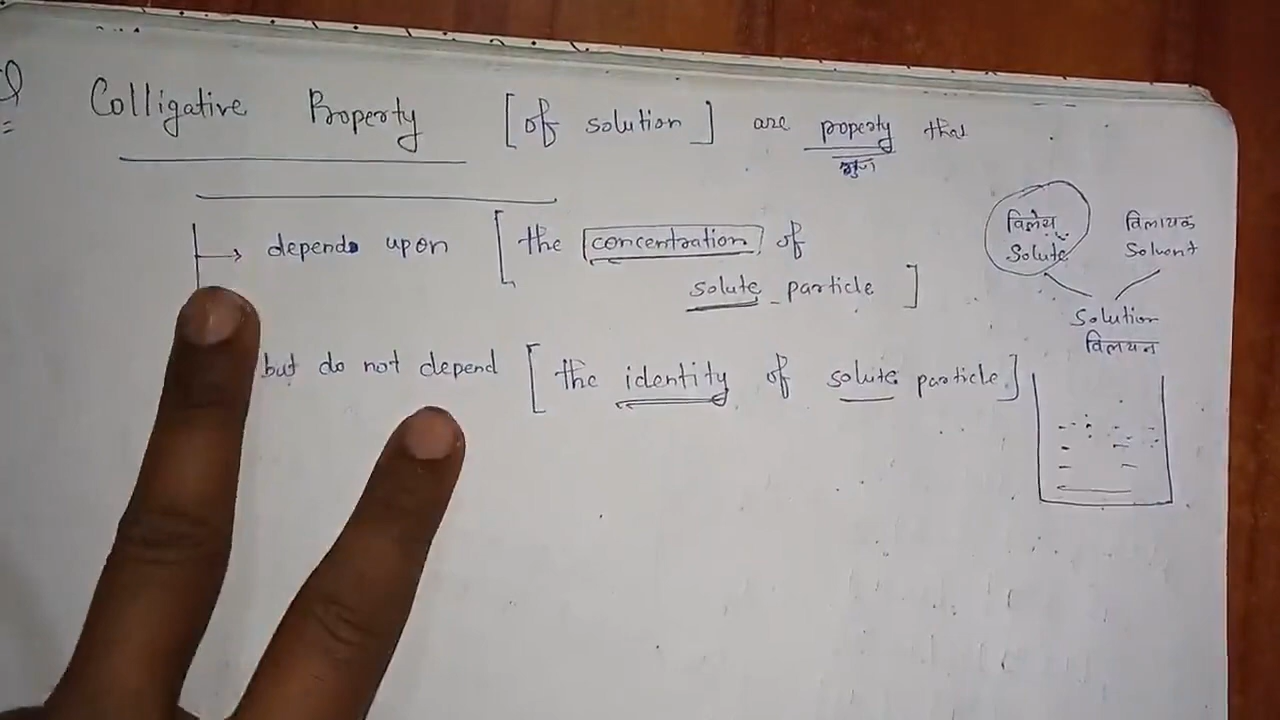 Colligative Property [of solution] are property that
गुण
depends upon [the concentration of
solute particle]
but do not depend [the identity of solute particle.]
विलेय विलायक
Solute Solvent
Solution
विलयन